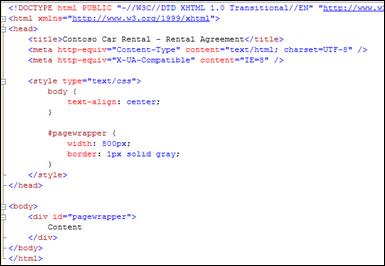 <!DOCTYPE html PUBLIC "-//W3C//DTD XHTML 1.0 Transitional//EN" "http://www.w
<html xmlns="http://www.w3.org/1999/xhtml">
<head>
<title>Contoso Car Rental - Rental Agreement</title>
<meta http-equiv="Content-Type" content="text/html; charset=UTF-8" />
<meta http-equiv="X-UA-Compatible" content="IE=8" />
<style type="text/css">
body {
text-align: center;
}
#pagewrapper {
width: 800px;
border: 1px solid gray;
}
</style>
</head>
<body>
<div id="pagewrapper">
Content
</div>
</body>
</html>